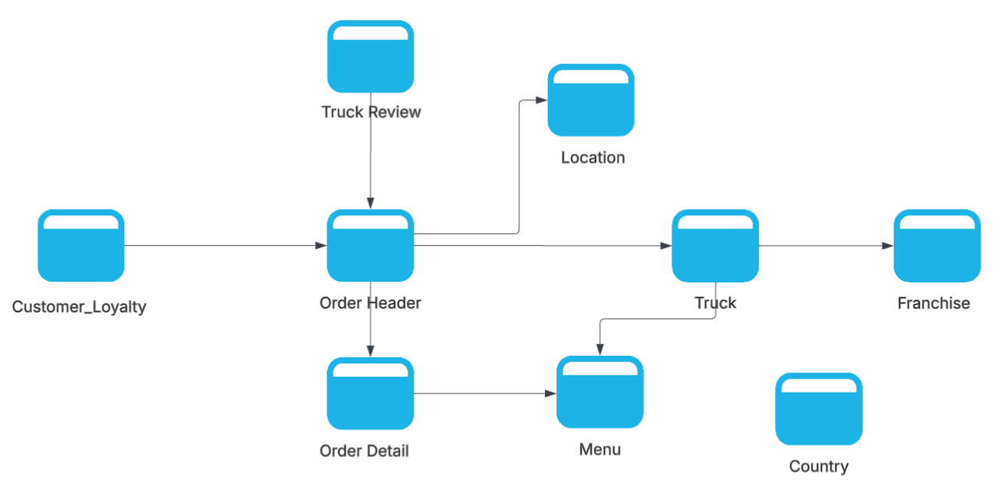 Truck Review
Location
Customer_Loyalty
Order Header
Truck
Franchise
Order Detail
Menu
Country